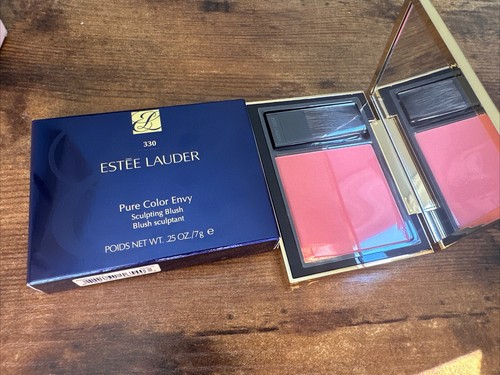 330
ESTĒE LAUDER
Pure Color Envy
Sculpting Blush
Blush sculptant
POIDS NET WT. .25 OZ./7g e